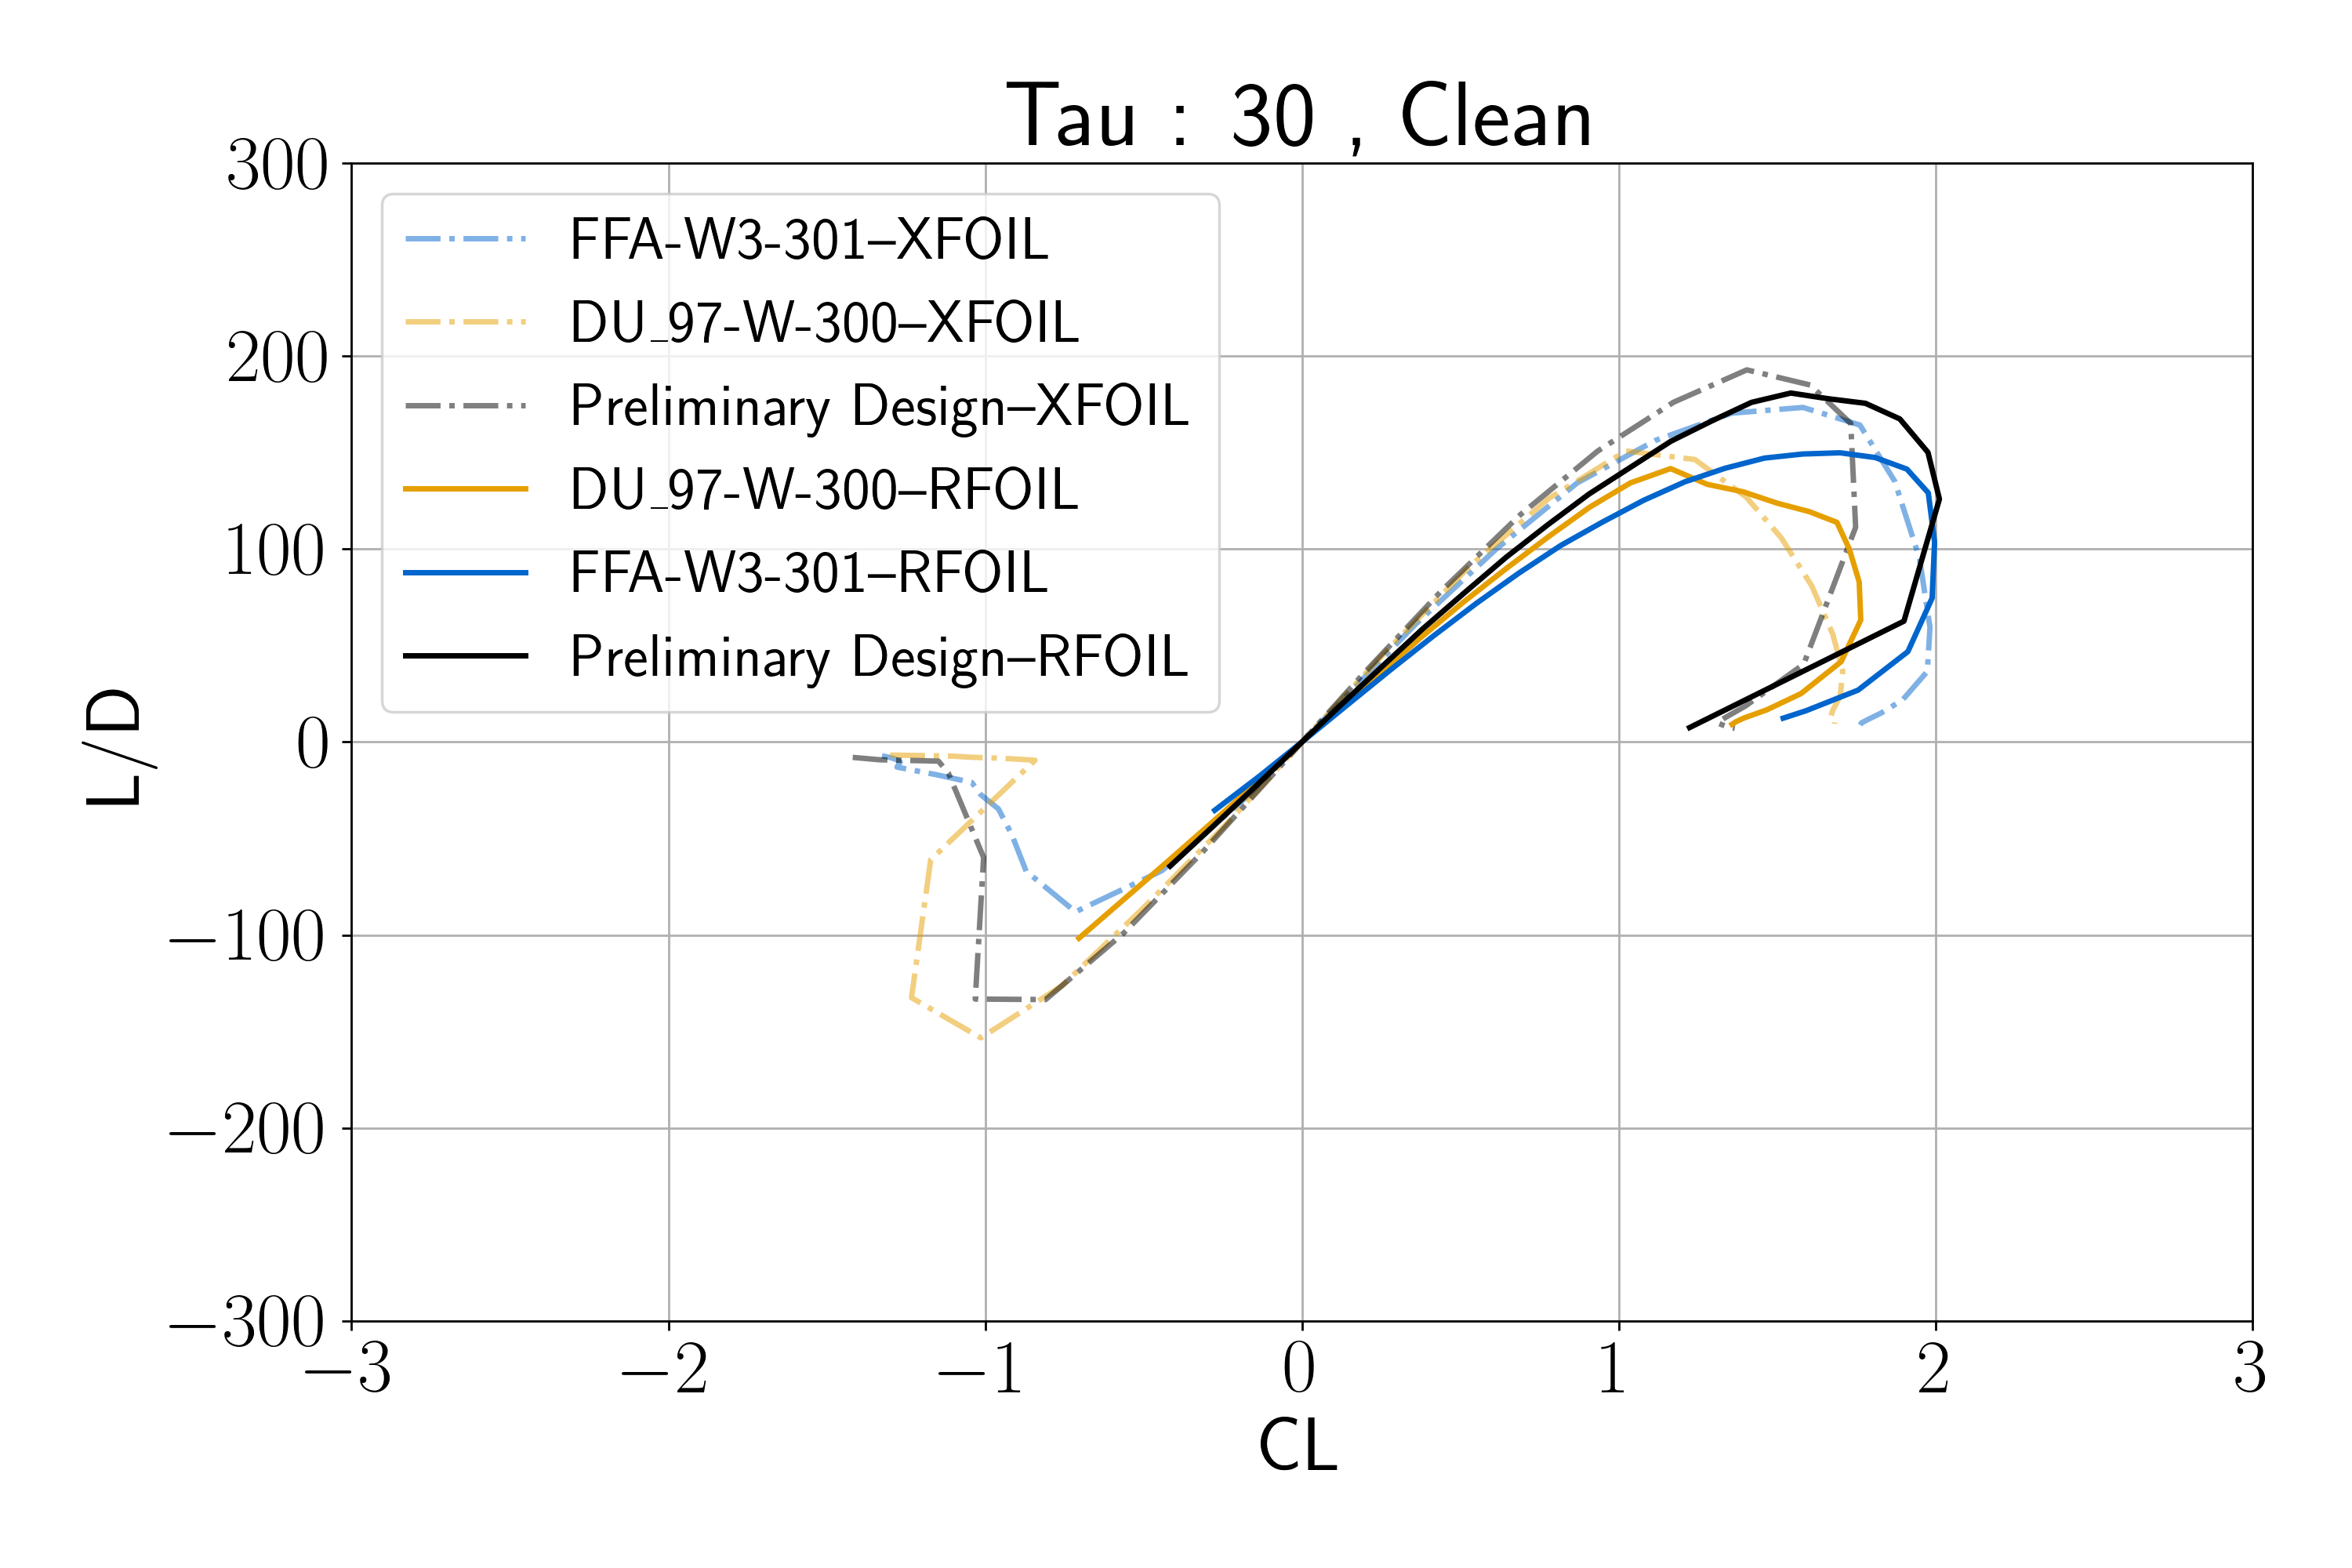 Tau : 30 , Clean
300
200
100
0
−100
−200
−300
L/D
FFA-W3-301–XFOIL
DU_97-W-300–XFOIL
Preliminary Design–XFOIL
DU_97-W-300–RFOIL
FFA-W3-301–RFOIL
Preliminary Design–RFOIL
−3 −2 −1 0 1 2 3
CL